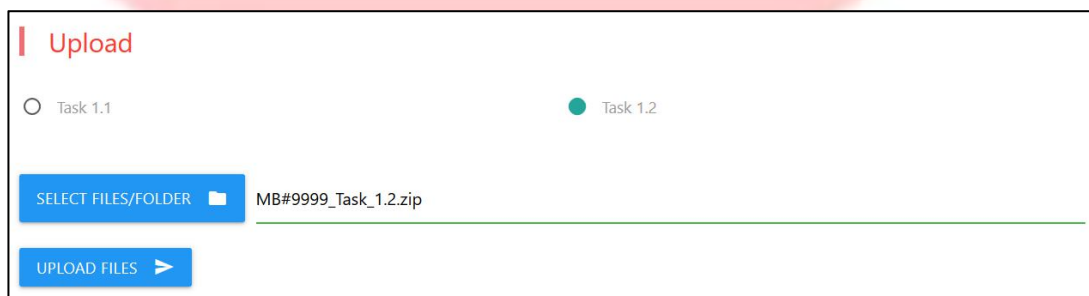 Upload
Task 1.1 Task 1.2
SELECT FILES/FOLDER MB#9999_Task_1.2.zip
UPLOAD FILES